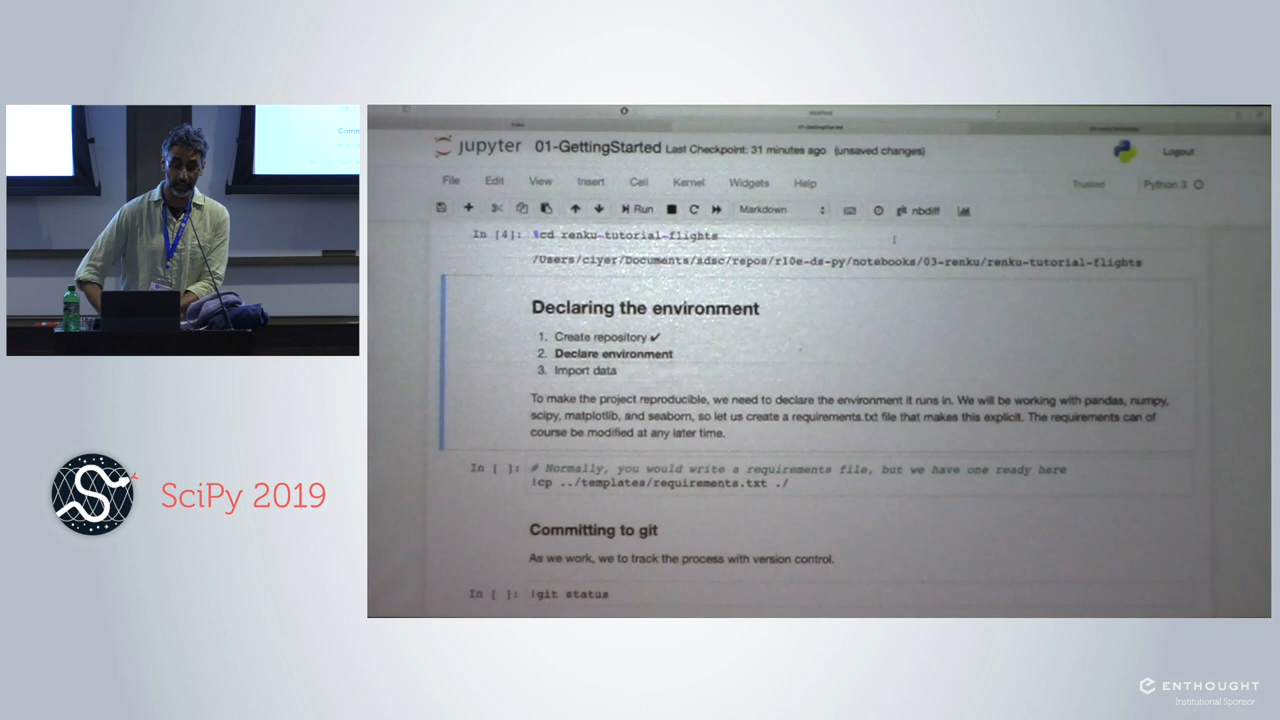 Comm
jupyter 01-GettingStarted Last Checkpoint: 31 minutes ago (unsaved changes)
Logout
File Edit View Insert Cell Kernel Widgets Help
Trusted Python 3
Run Markdown nbdiff
In [4]: %cd renku-tutorial-flights
/Users/ciyer/Documents/sdsc/repos/r10e-ds-py/notebooks/03-renku/renku-tutorial-flights
Declaring the environment
1. Create repository ✓
2. Declare environment
3. Import data
To make the project reproducible, we need to declare the environment it runs in. We will be working with pandas, numpy,
scipy, matplotlib, and seaborn, so let us create a requirements.txt file that makes this explicit. The requirements can of
course be modified at any later time.
In [ ]: # Normally, you would write a requirements file, but we have one ready here
!cp ../templates/requirements.txt ./
Committing to git
As we work, we to track the process with version control.
In [ ]: !git status
SciPy 2019
ENTHOUGHT
Institutional Sponsor